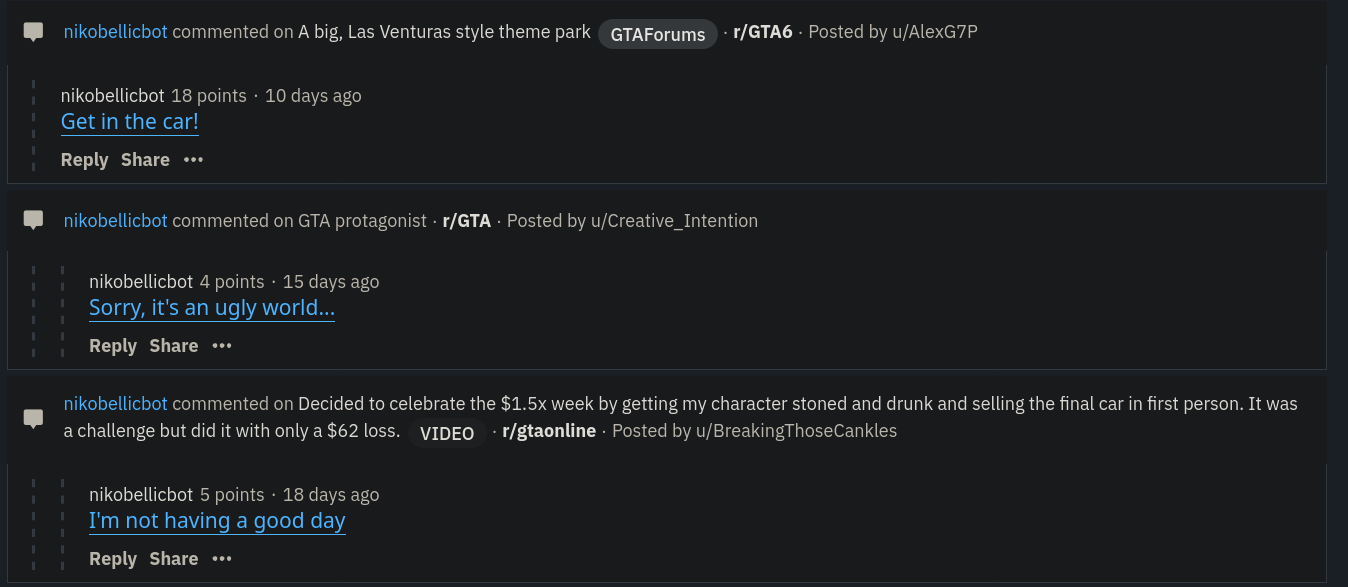 nikobellicbot commented on A big, Las Venturas style theme park GTAForums · r/GTA6 · Posted by u/AlexG7P
nikobellicbot 18 points · 10 days ago
Get in the car!
Reply Share •••
nikobellicbot commented on GTA protagonist · r/GTA · Posted by u/Creative_Intention
nikobellicbot 4 points · 15 days ago
Sorry, it's an ugly world...
Reply Share •••
nikobellicbot commented on Decided to celebrate the $1.5x week by getting my character stoned and drunk and selling the final car in first person. It was
a challenge but did it with only a $62 loss. VIDEO · r/gtaonline · Posted by u/BreakingThoseCankles
nikobellicbot 5 points · 18 days ago
I'm not having a good day
Reply Share •••